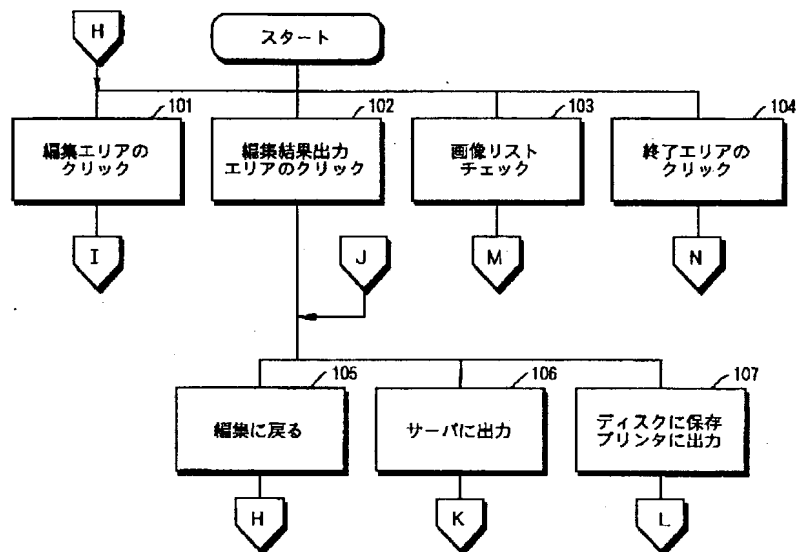 H
スタート
101
102
103
104
編集エリアの
クリック
編集結果出力
エリアのクリック
画像リスト
チェック
終了エリアの
クリック
I
J
M
N
105
106
107
編集に戻る
サーバに出力
ディスクに保存
プリンタに出力
H
K
L